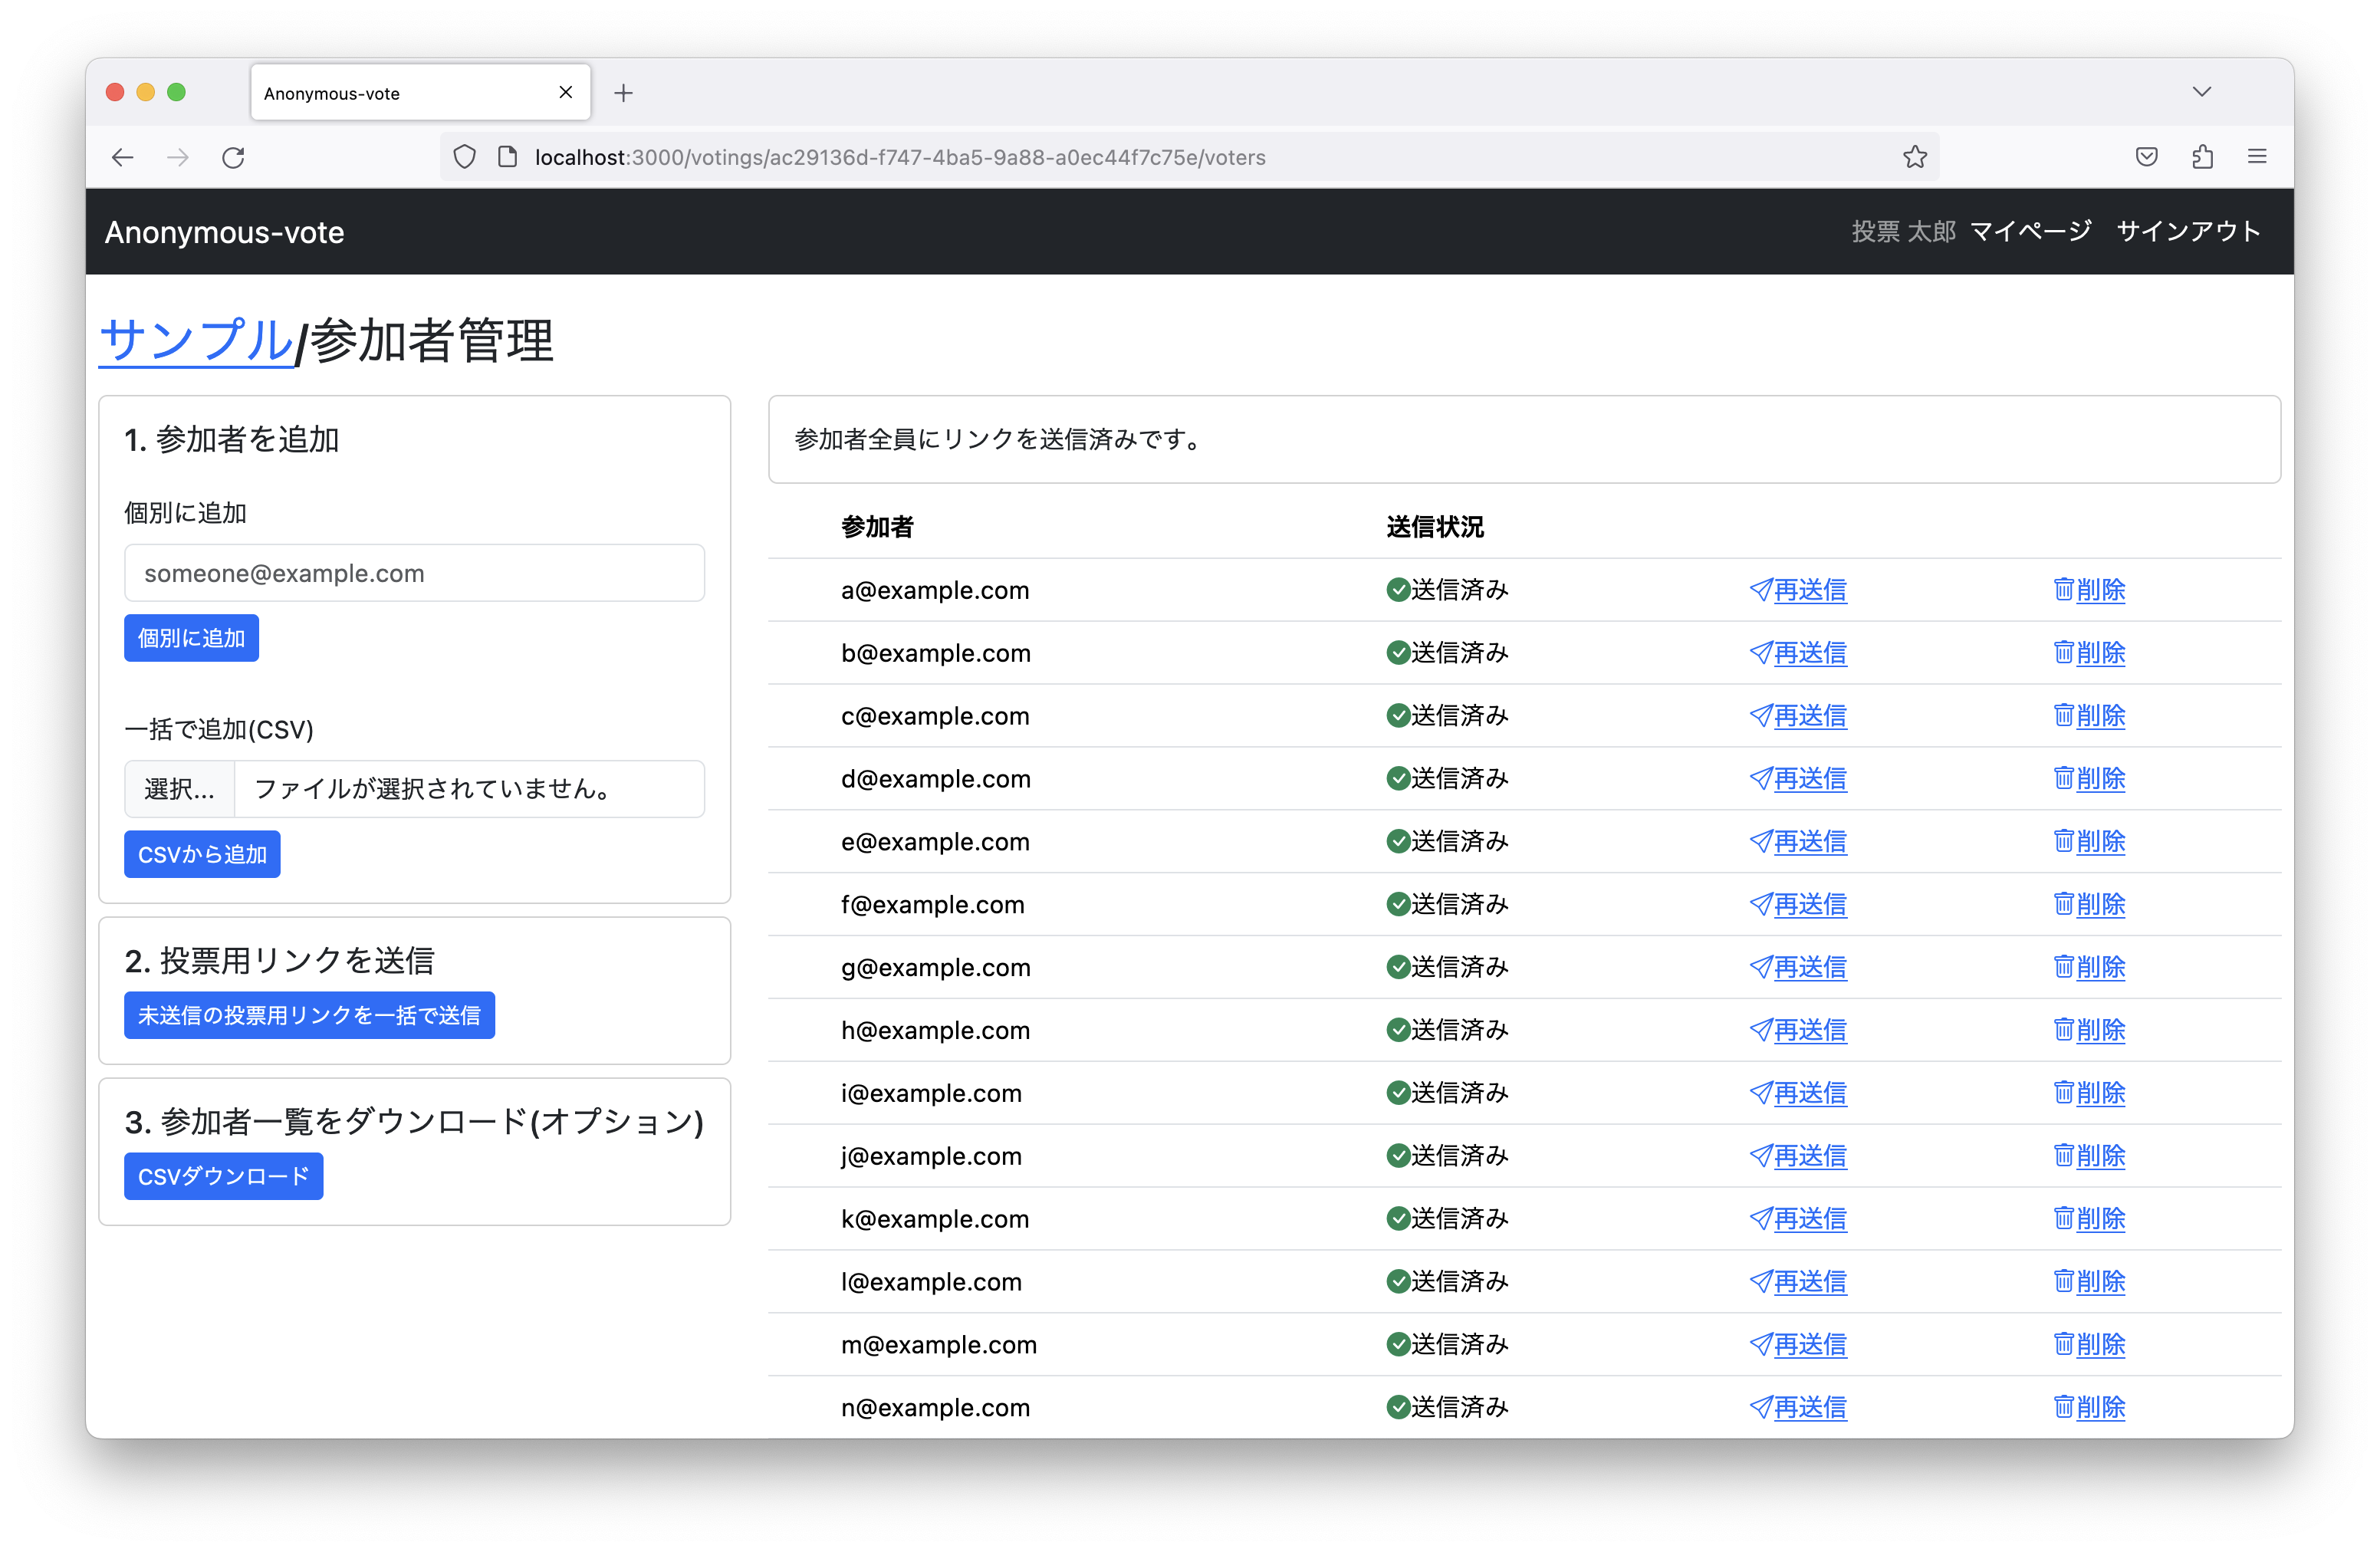 Anonymous-vote
localhost:3000/votings/ac29136d-f747-4ba5-9a88-a0ec44f7c75e/voters
Anonymous-vote 投票 太郎 マイページ サインアウト
サンプル/参加者管理
1. 参加者を追加
個別に追加
someone@example.com
個別に追加
一括で追加(CSV)
選択... ファイルが選択されていません。
CSVから追加
2. 投票用リンクを送信
未送信の投票用リンクを一括で送信
3. 参加者一覧をダウンロード(オプション)
CSVダウンロード
参加者全員にリンクを送信済みです。
参加者 送信状況
a@example.com 送信済み 再送信 削除
b@example.com 送信済み 再送信 削除
c@example.com 送信済み 再送信 削除
d@example.com 送信済み 再送信 削除
e@example.com 送信済み 再送信 削除
f@example.com 送信済み 再送信 削除
g@example.com 送信済み 再送信 削除
h@example.com 送信済み 再送信 削除
i@example.com 送信済み 再送信 削除
j@example.com 送信済み 再送信 削除
k@example.com 送信済み 再送信 削除
l@example.com 送信済み 再送信 削除
m@example.com 送信済み 再送信 削除
n@example.com 送信済み 再送信 削除